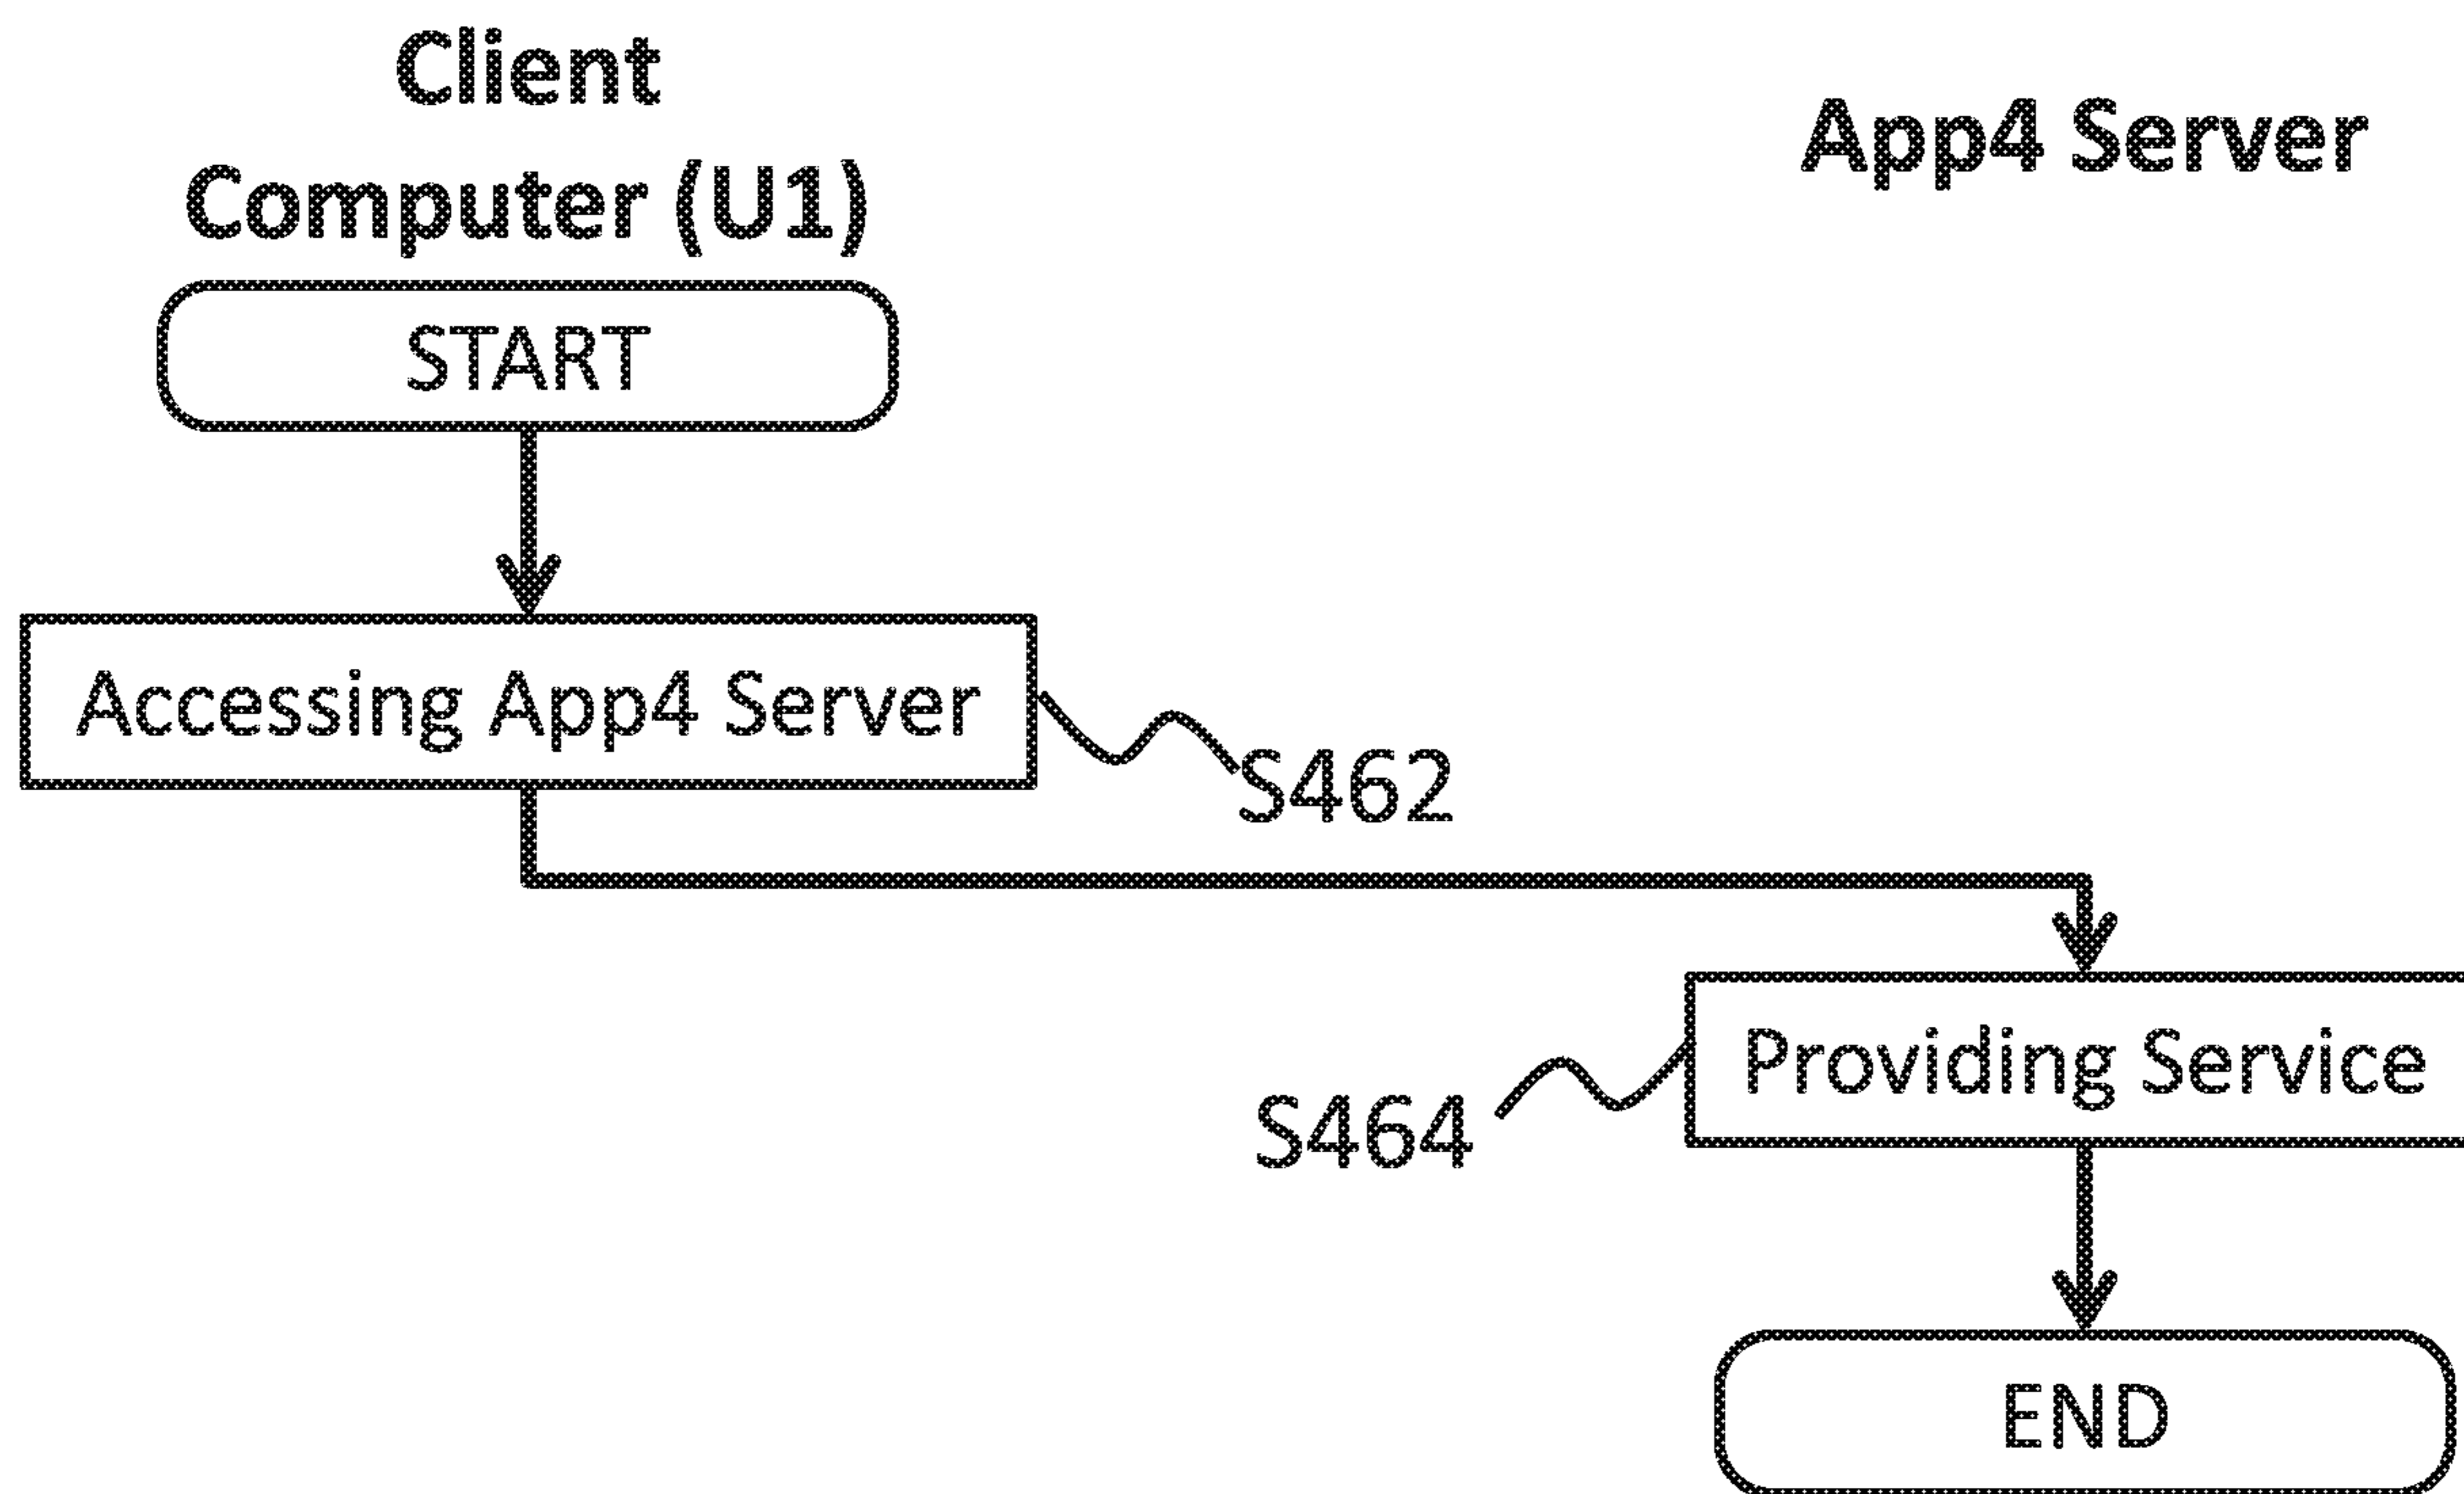 Client
Computer (U1)
App4 Server
START
Accessing App4 Server
S462
Providing Service
S464
END